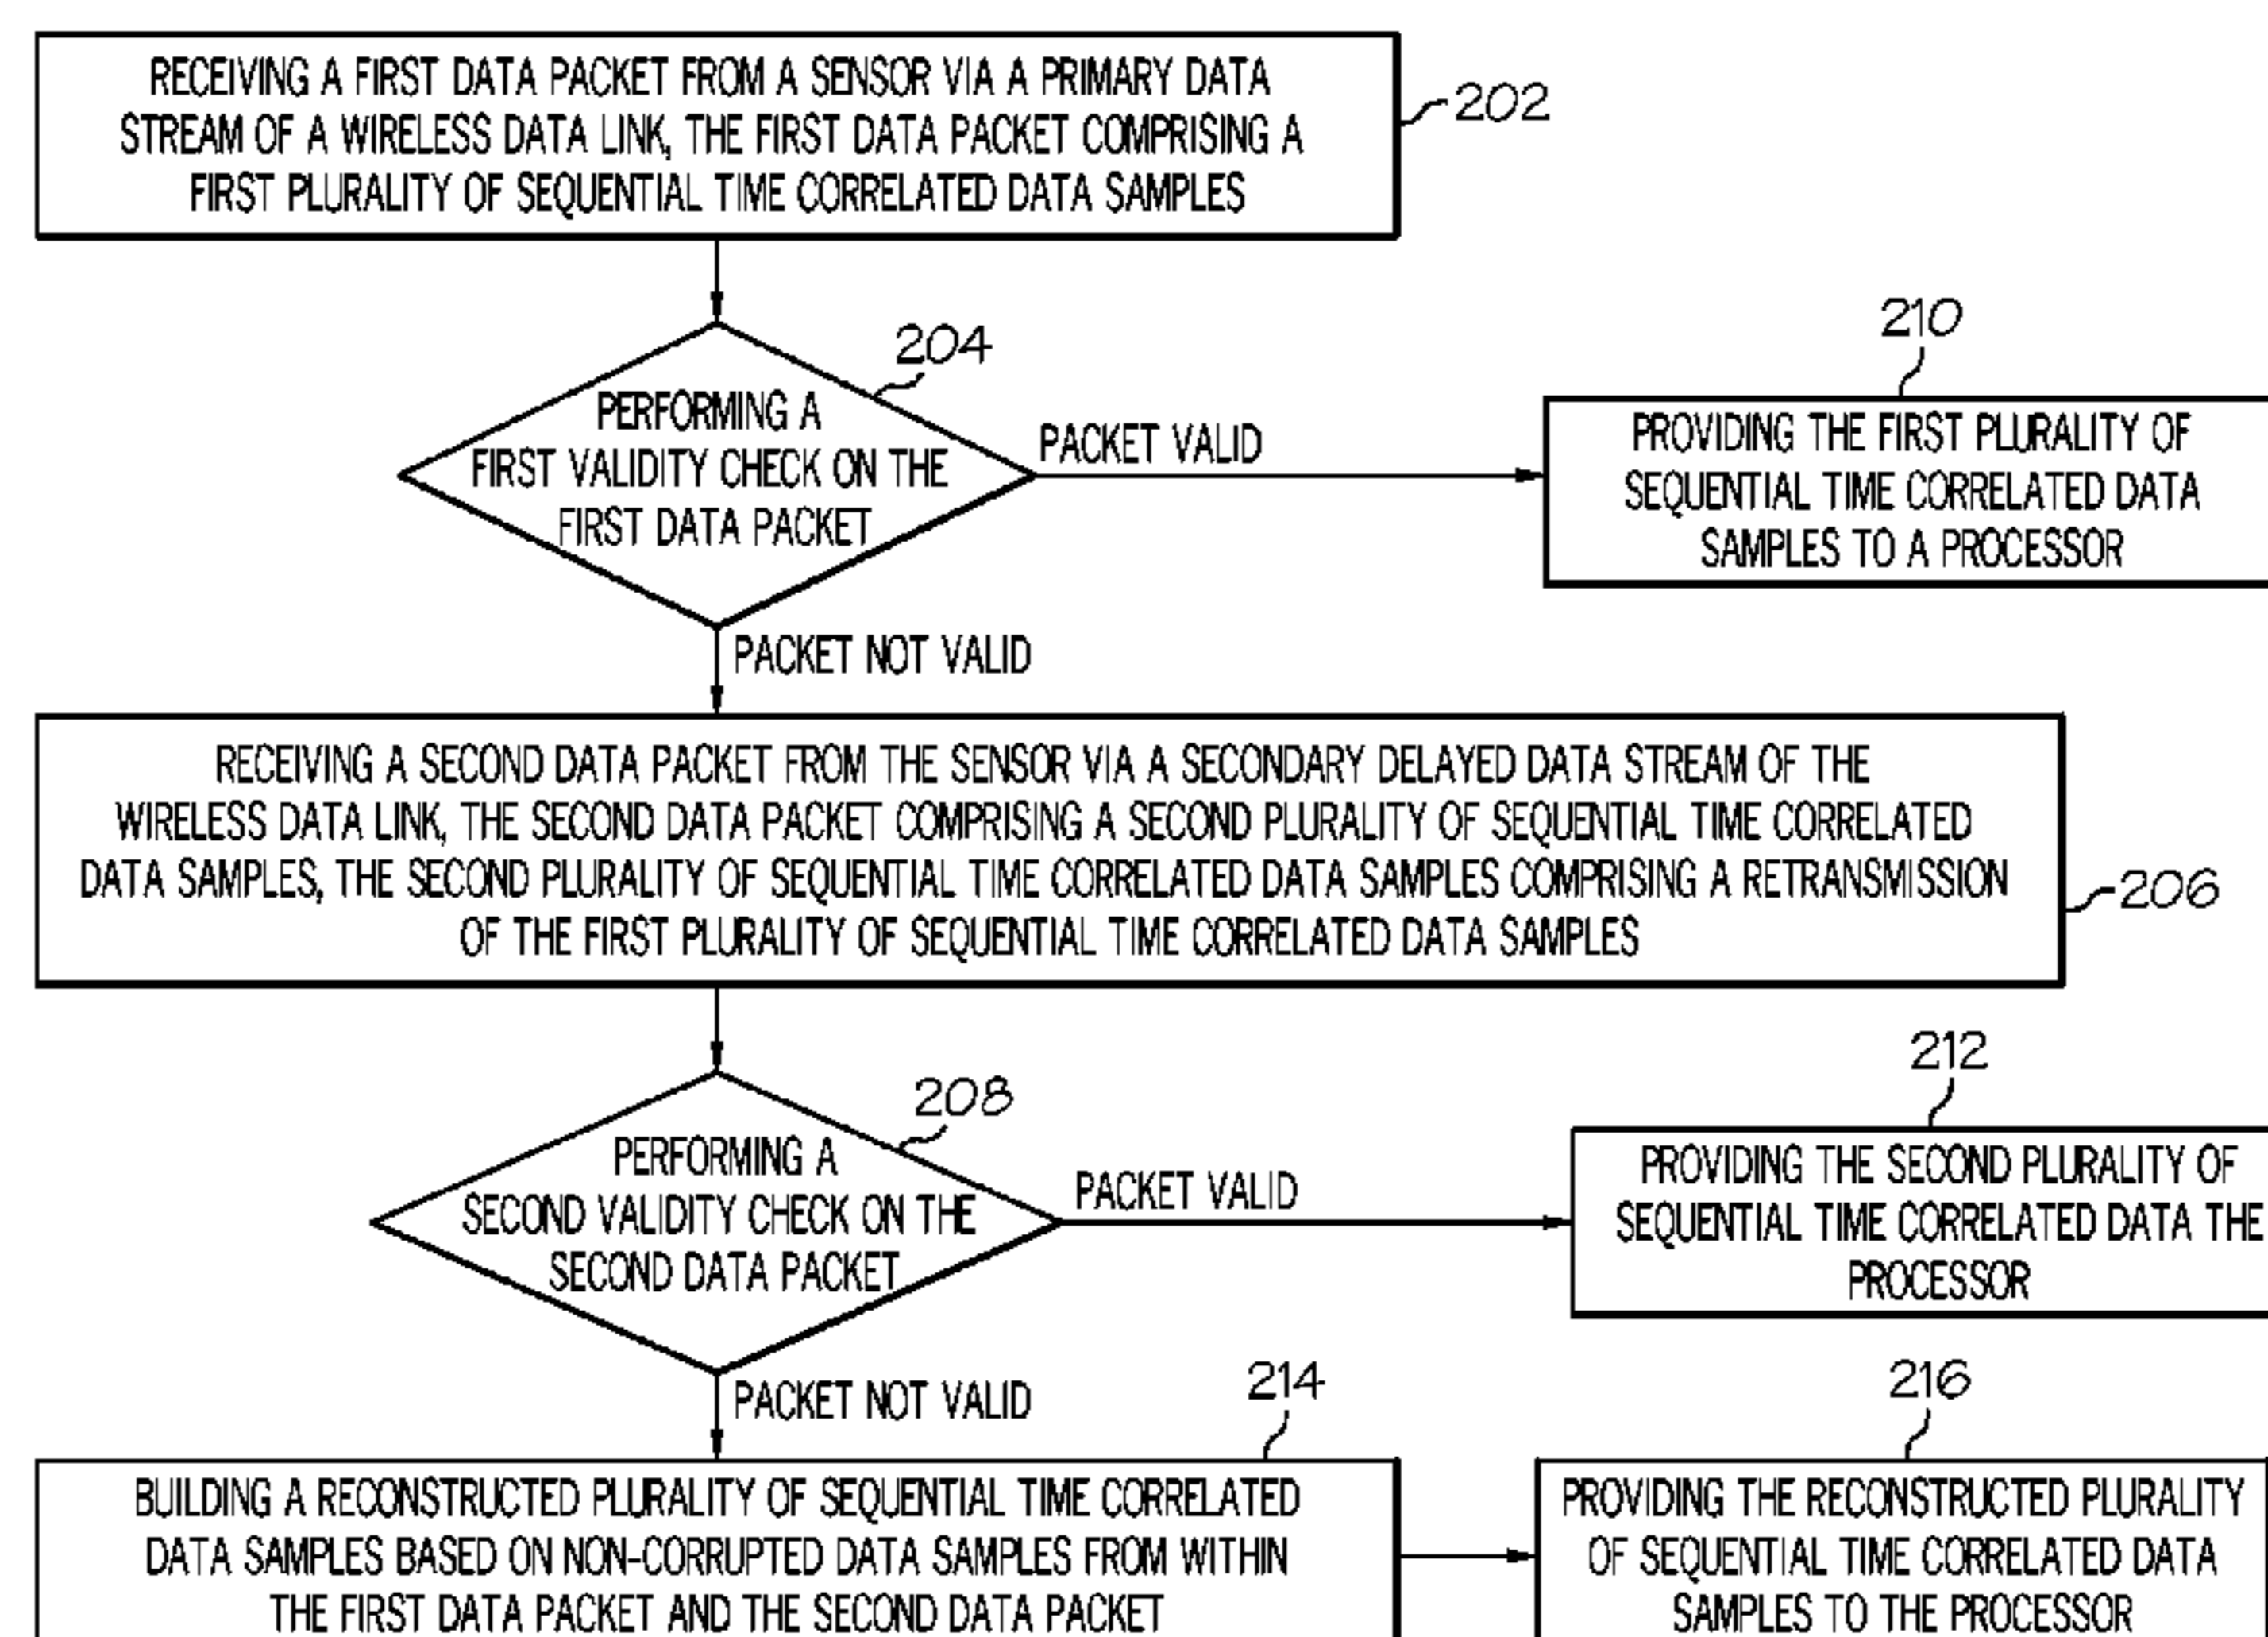 RECEIVING A FIRST DATA PACKET FROM A SENSOR VIA A PRIMARY DATA
STREAM OF A WIRELESS DATA LINK, THE FIRST DATA PACKET COMPRISING A
FIRST PLURALITY OF SEQUENTIAL TIME CORRELATED DATA SAMPLES
202
204
PERFORMING A
FIRST VALIDITY CHECK ON THE
FIRST DATA PACKET
PACKET VALID
210
PROVIDING THE FIRST PLURALITY OF
SEQUENTIAL TIME CORRELATED DATA
SAMPLES TO A PROCESSOR
PACKET NOT VALID
RECEIVING A SECOND DATA PACKET FROM THE SENSOR VIA A SECONDARY DELAYED DATA STREAM OF THE
WIRELESS DATA LINK, THE SECOND DATA PACKET COMPRISING A SECOND PLURALITY OF SEQUENTIAL TIME CORRELATED
DATA SAMPLES, THE SECOND PLURALITY OF SEQUENTIAL TIME CORRELATED DATA SAMPLES COMPRISING A RETRANSMISSION
OF THE FIRST PLURALITY OF SEQUENTIAL TIME CORRELATED DATA SAMPLES
206
208
PERFORMING A
SECOND VALIDITY CHECK ON THE
SECOND DATA PACKET
PACKET VALID
212
PROVIDING THE SECOND PLURALITY OF
SEQUENTIAL TIME CORRELATED DATA THE
PROCESSOR
PACKET NOT VALID
214
BUILDING A RECONSTRUCTED PLURALITY OF SEQUENTIAL TIME CORRELATED
DATA SAMPLES BASED ON NON-CORRUPTED DATA SAMPLES FROM WITHIN
THE FIRST DATA PACKET AND THE SECOND DATA PACKET
216
PROVIDING THE RECONSTRUCTED PLURALITY
OF SEQUENTIAL TIME CORRELATED DATA
SAMPLES TO THE PROCESSOR